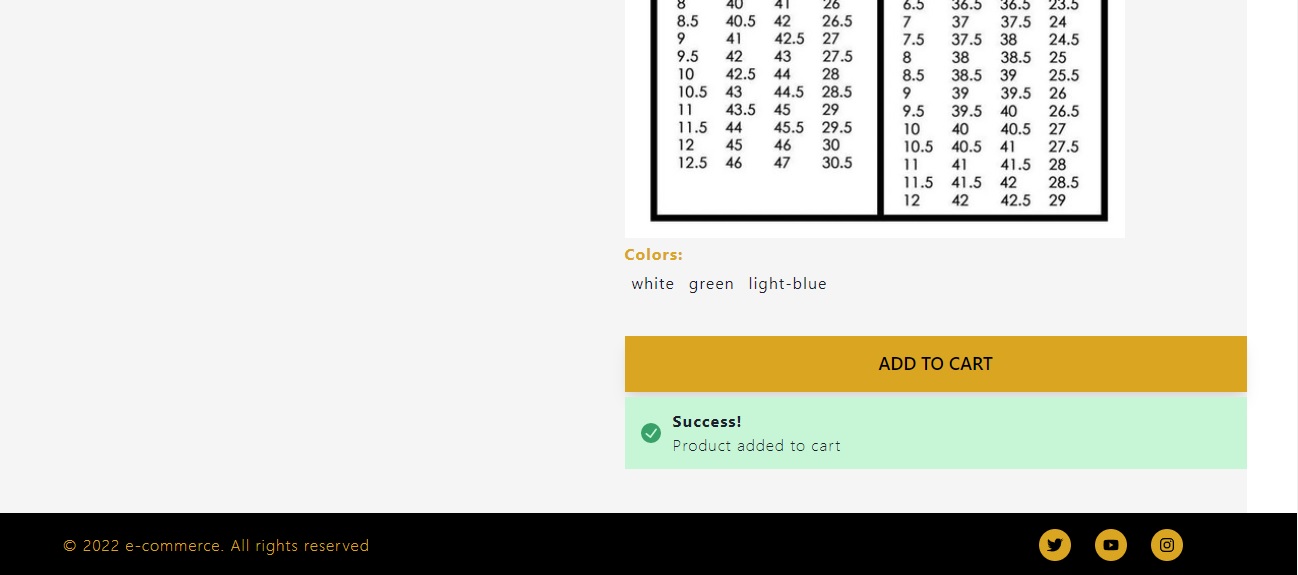 8 40 41 26
8.5 40.5 42 26.5
9 41 42.5 27
9.5 42 43 27.5
10 42.5 44 28
10.5 43 44.5 28.5
11 43.5 45 29
11.5 44 45.5 29.5
12 45 46 30
12.5 46 47 30.5
6.5 36.5 36.5 23.5
7 37 37.5 24
7.5 37.5 38 24.5
8 38 38.5 25
8.5 38.5 39 25.5
9 39 39.5 26
9.5 39.5 40 26.5
10 40 40.5 27
10.5 40.5 41 27.5
11 41 41.5 28
11.5 41.5 42 28.5
12 42 42.5 29
Colors:
white green light-blue
ADD TO CART
Success!
Product added to cart
© 2022 e-commerce. All rights reserved